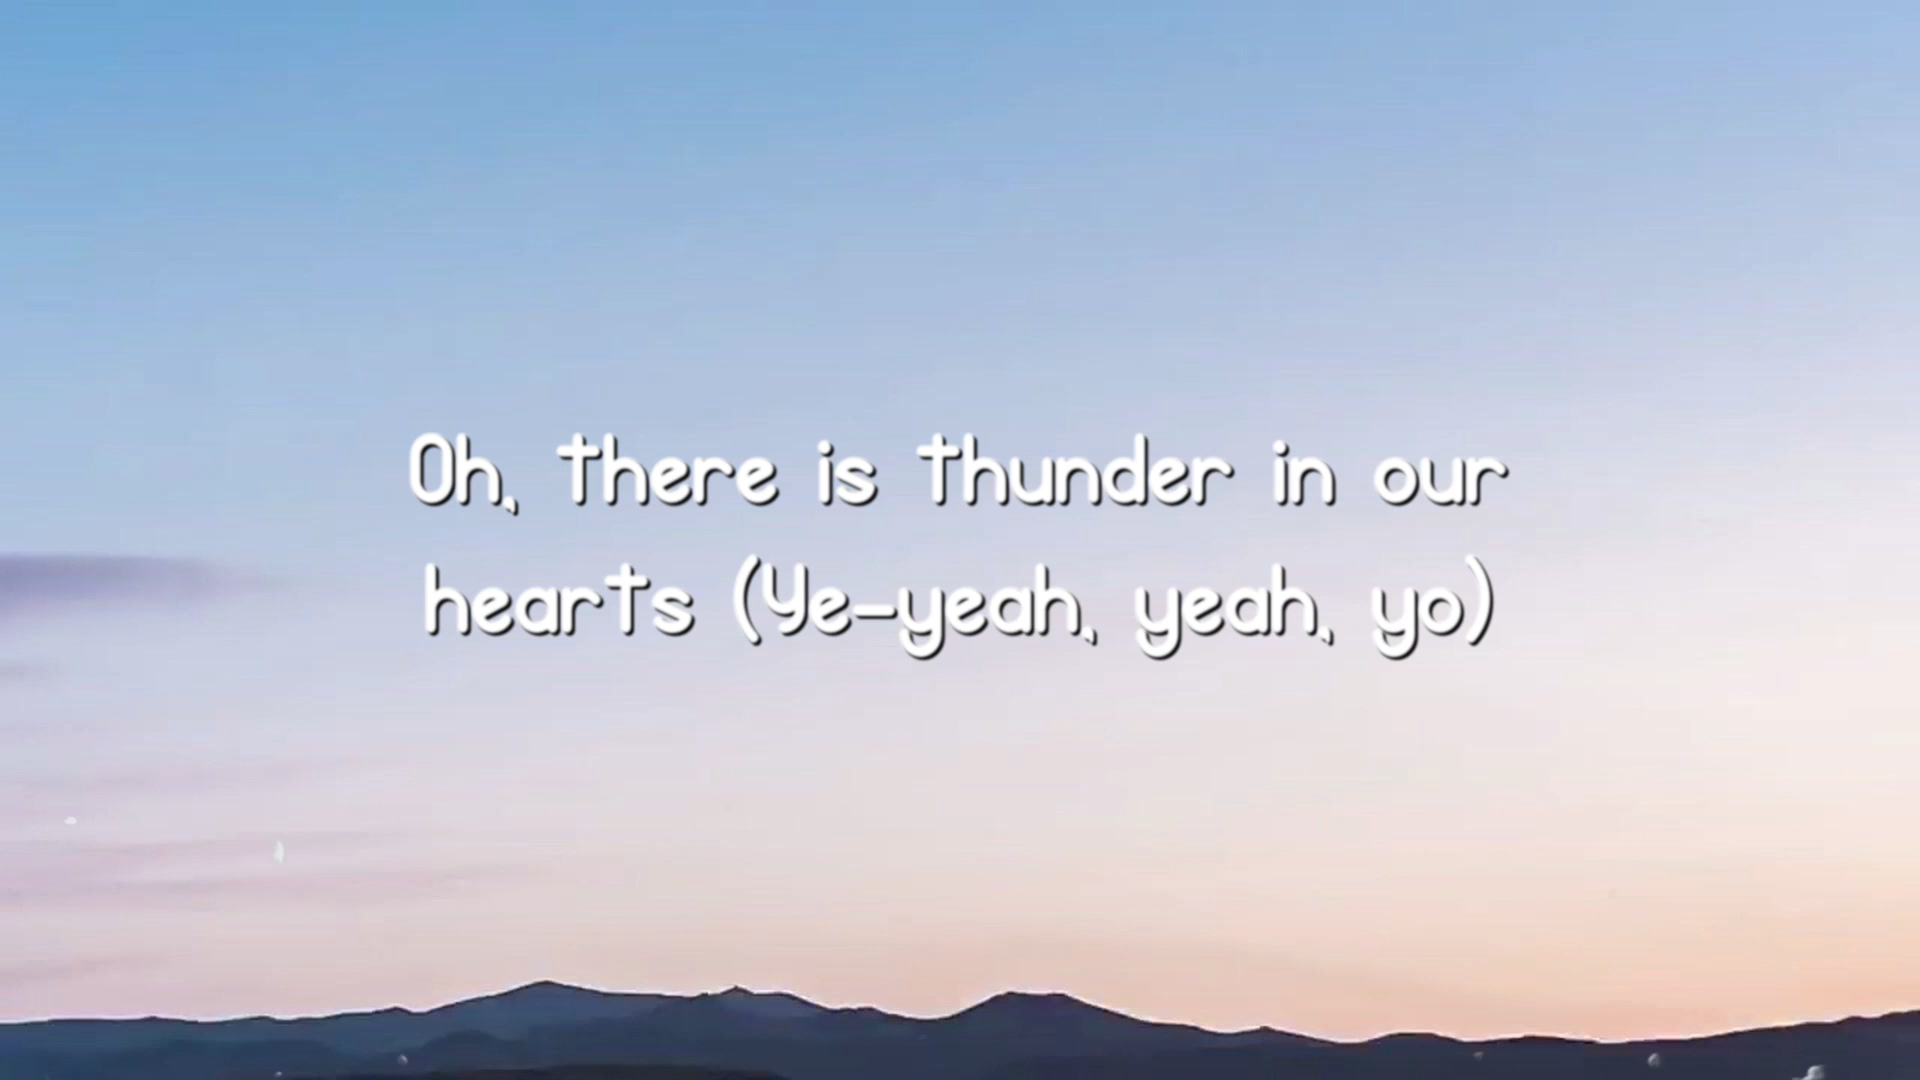 Oh, there is thunder in our
hearts (Ye-yeah, yeah, yo)